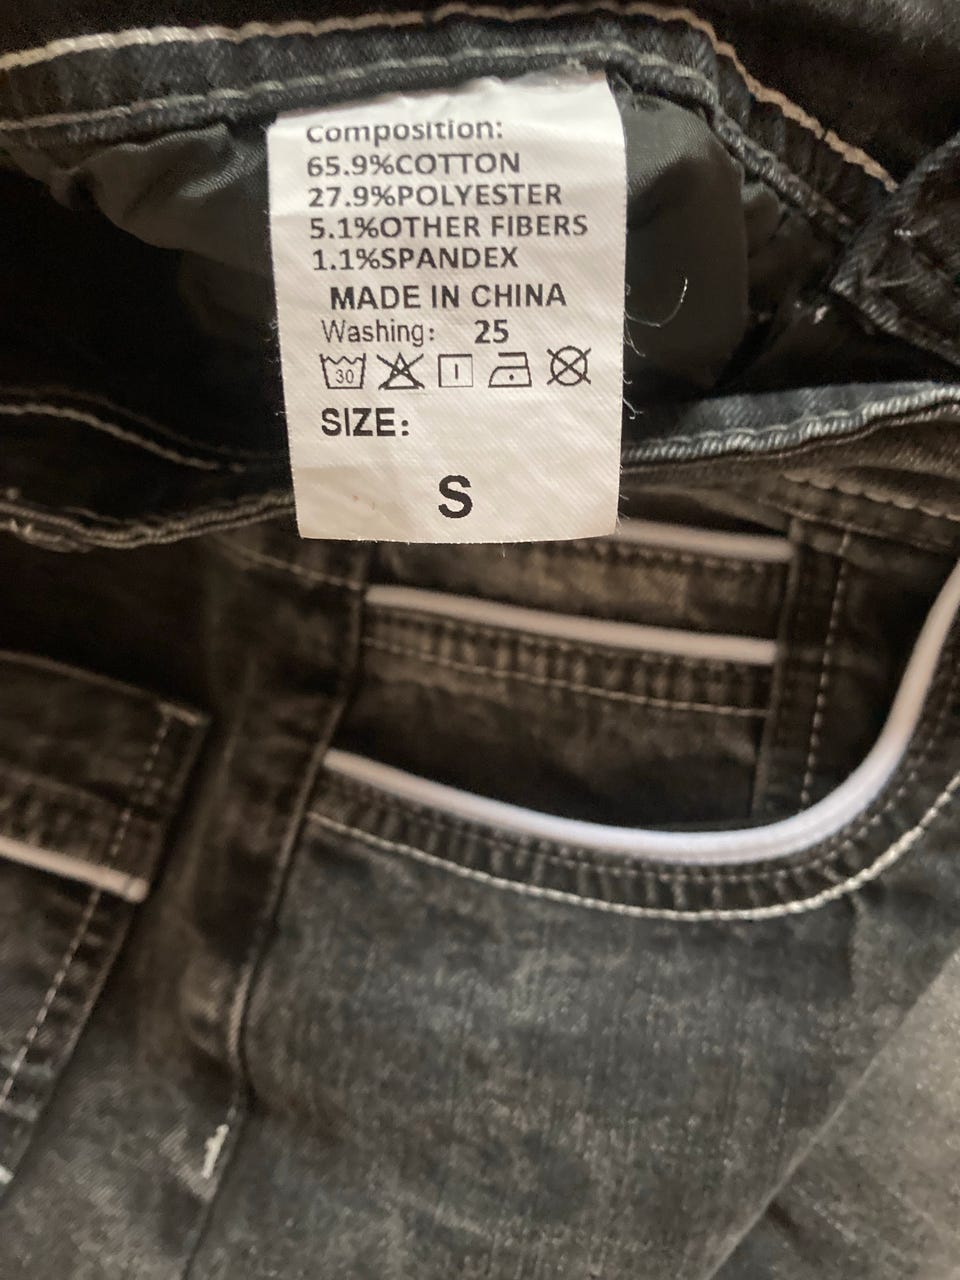 Composition:
65.9%COTTON
27.9%POLYESTER
5.1%OTHER FIBERS
1.1%SPANDEX
MADE IN CHINA
Washing: 25
30
SIZE:
S